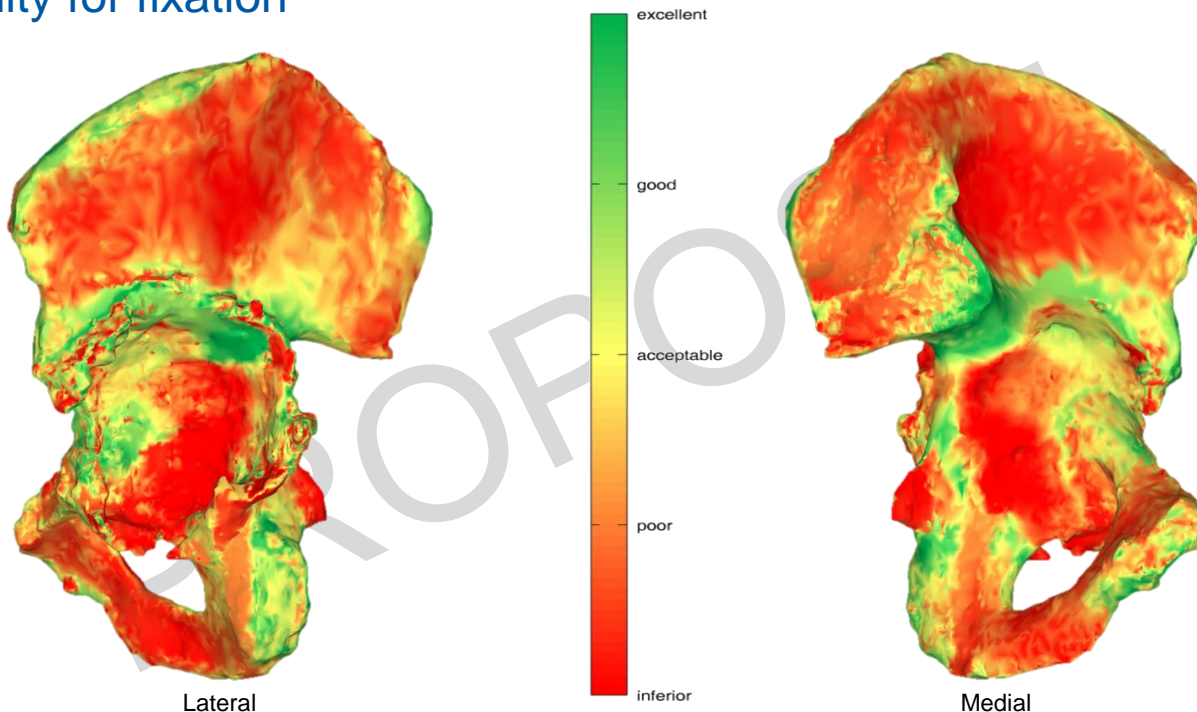 for fixation
excellent
good
acceptable
poor
inferior
Lateral
Medial